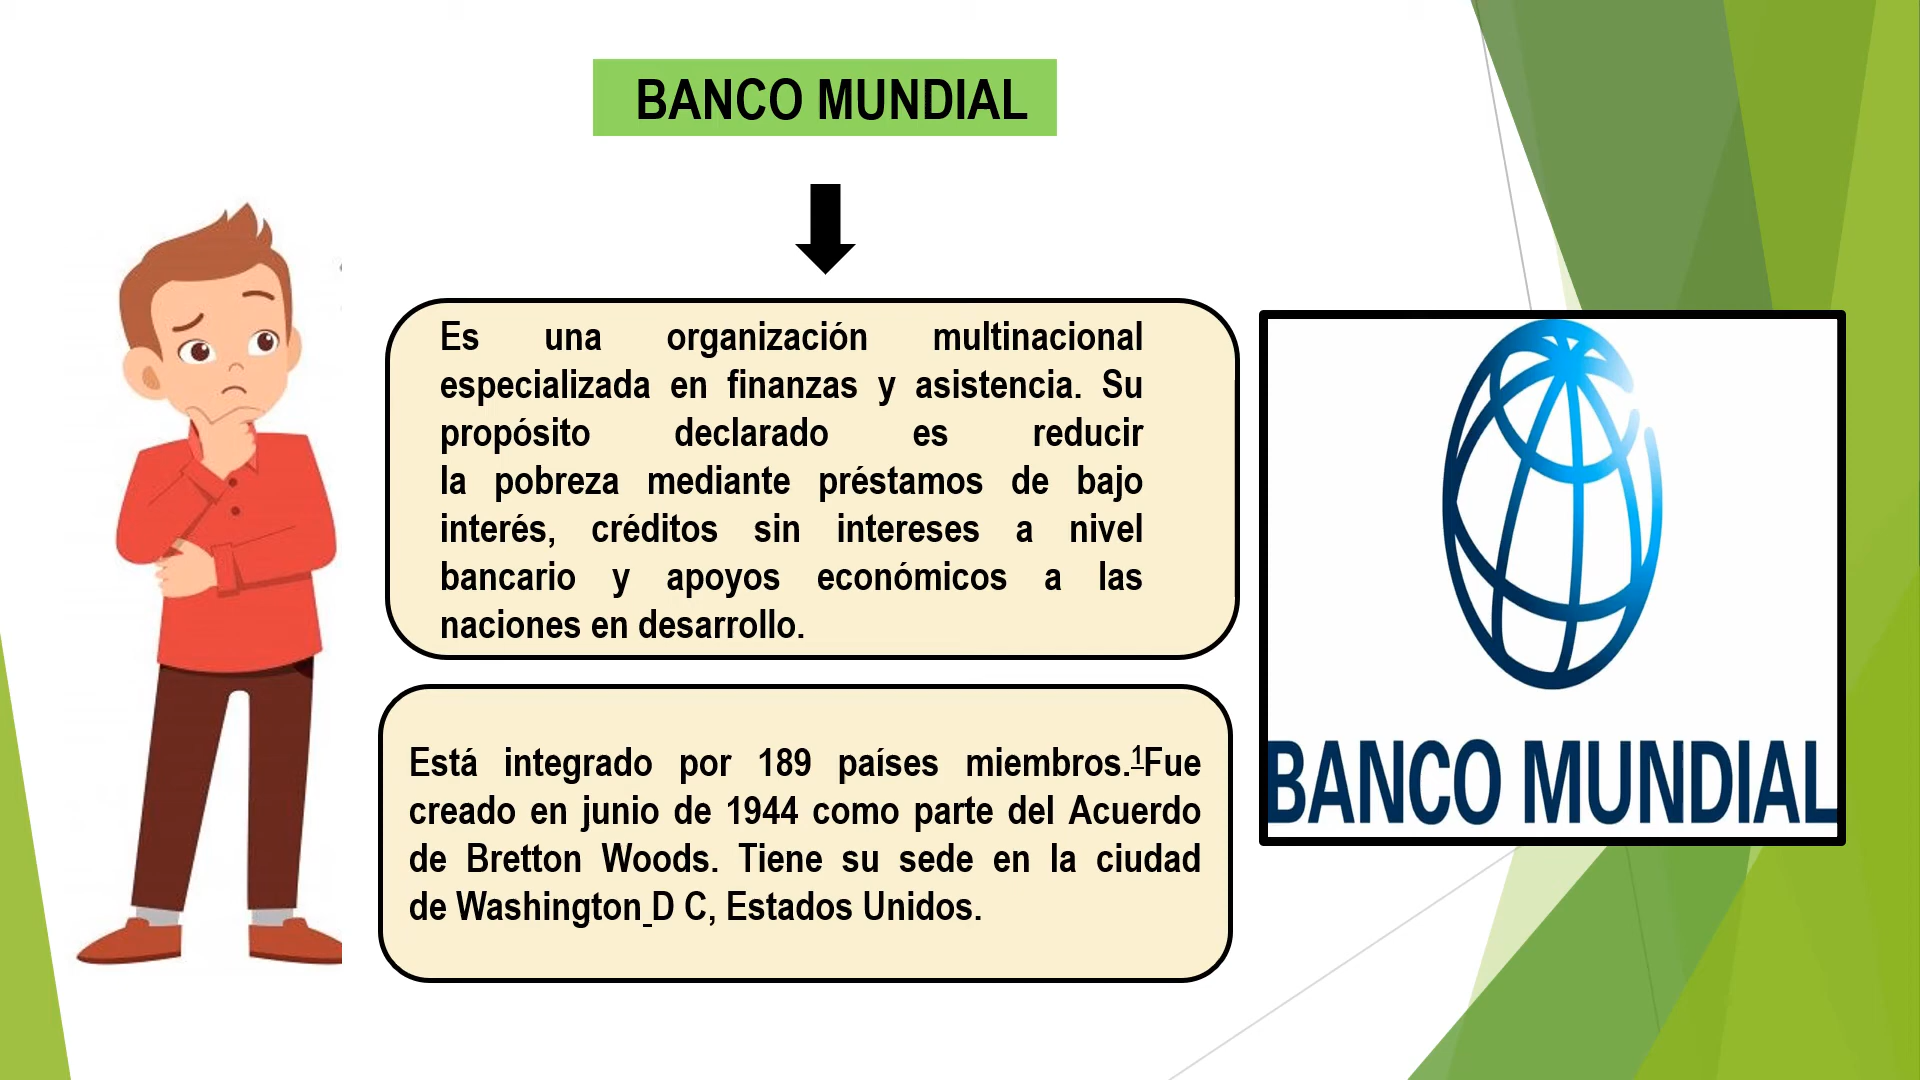 BANCO MUNDIAL
Es una organización multinacional
especializada en finanzas y asistencia. Su
propósito declarado es reducir
la pobreza mediante préstamos de bajo
interés, créditos sin intereses a nivel
bancario y apoyos económicos a las
naciones en desarrollo.
Está integrado por 189 países miembros.1Fue
creado en junio de 1944 como parte del Acuerdo
de Bretton Woods. Tiene su sede en la ciudad
de Washington D C, Estados Unidos.
BANCO MUNDIAL